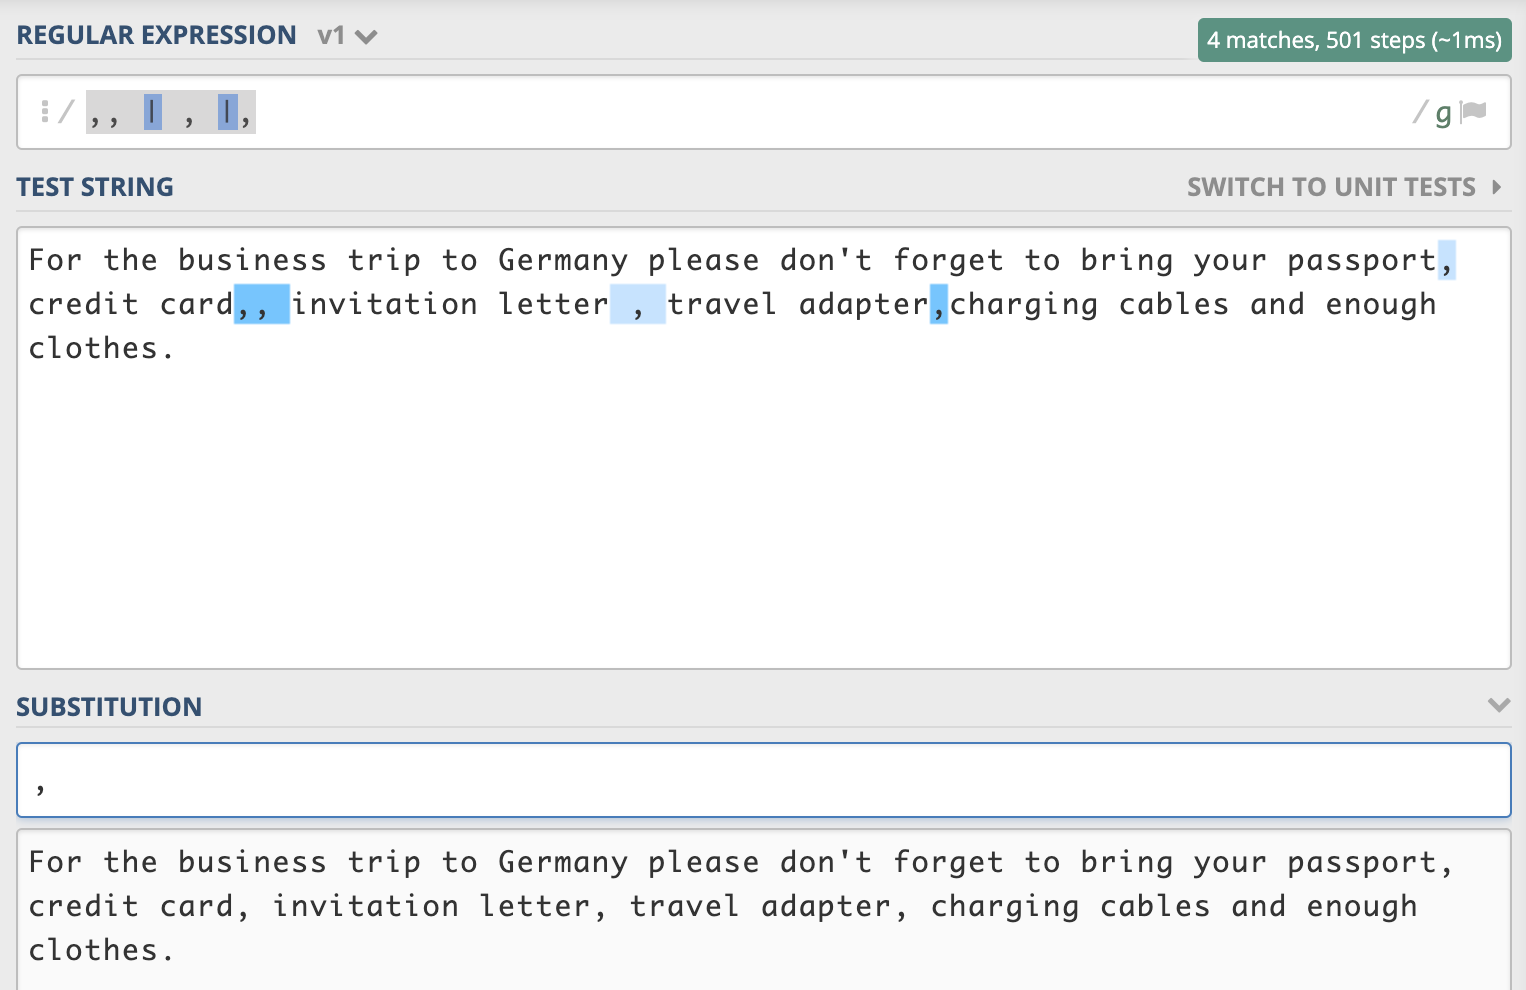 REGULAR EXPRESSION v1
4 matches, 501 steps (~1ms)
/ ,, | , |, / g
TEST STRING
SWITCH TO UNIT TESTS
For the business trip to Germany please don't forget to bring your passport,
credit card,, invitation letter , travel adapter,charging cables and enough
clothes.
SUBSTITUTION
,
For the business trip to Germany please don't forget to bring your passport,
credit card, invitation letter, travel adapter, charging cables and enough
clothes.